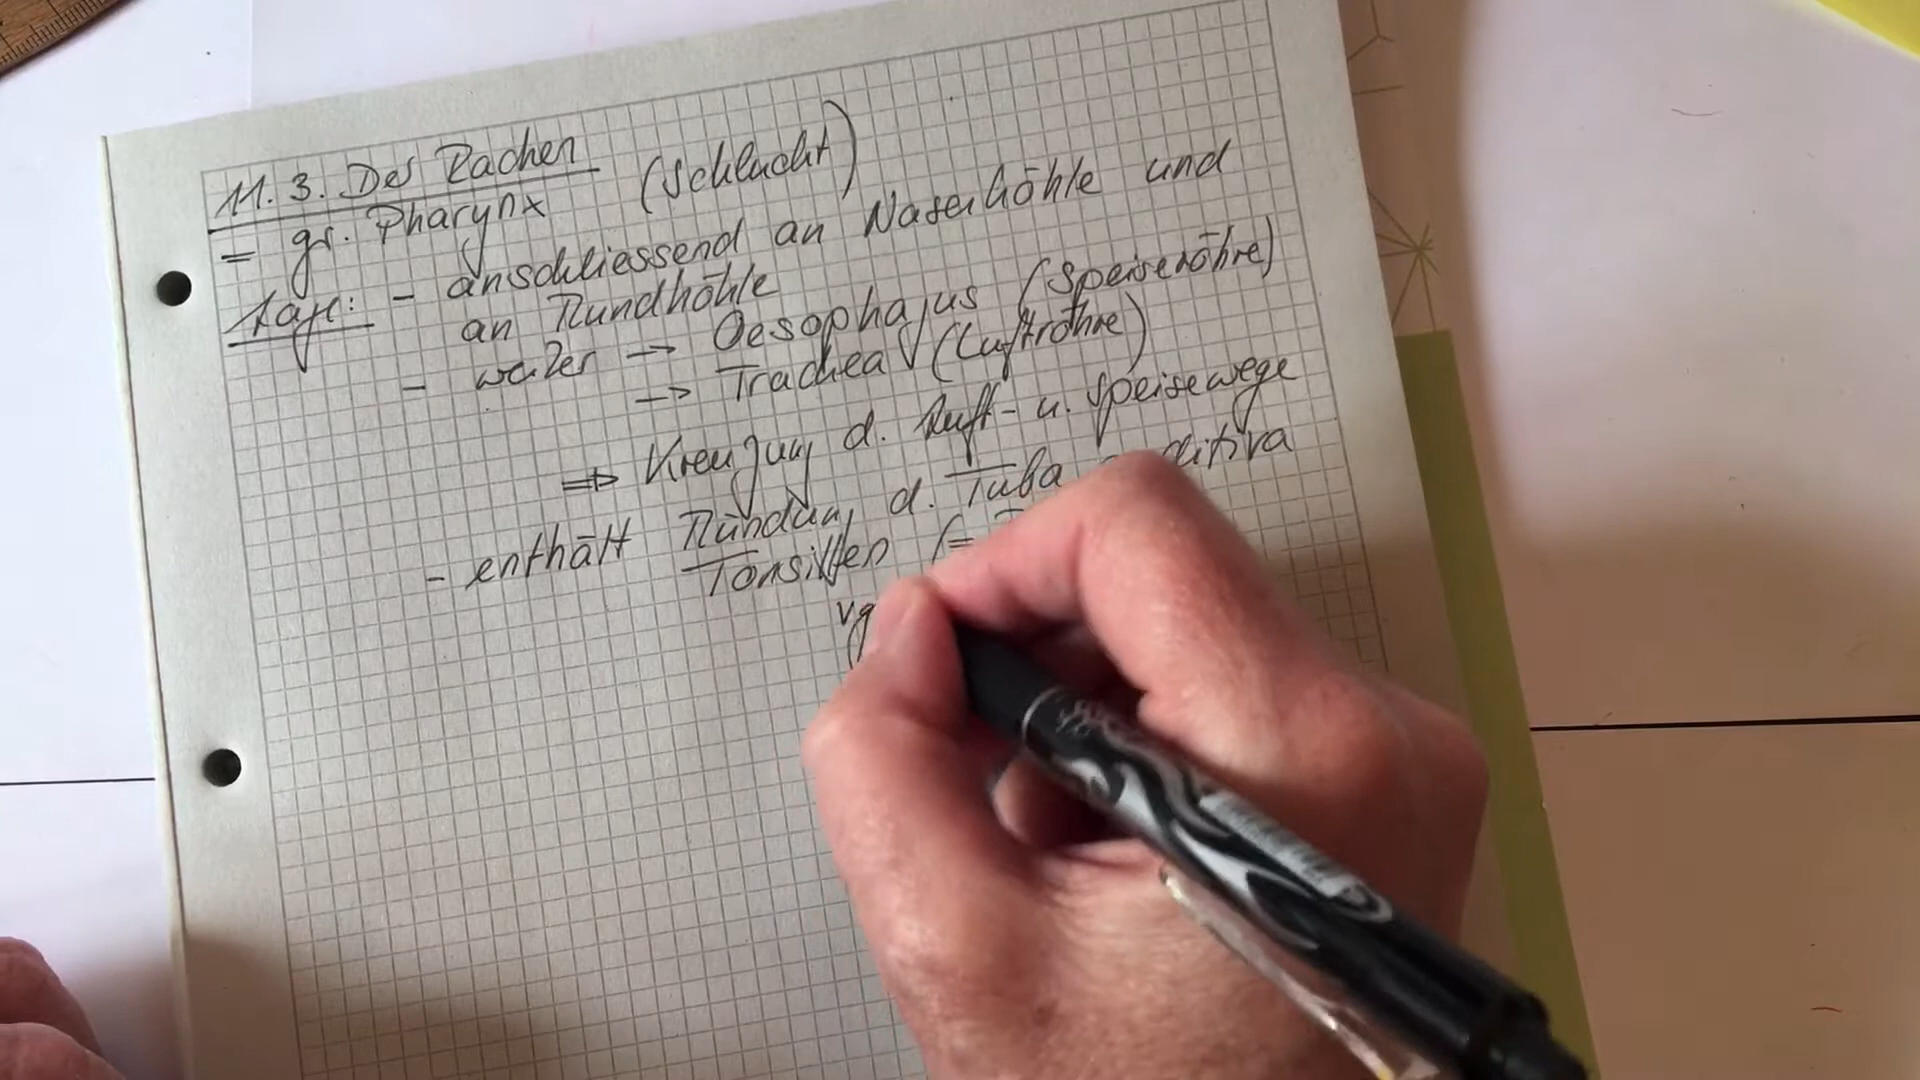 11. 3. Der Rachen
= gr. Pharynx (Schlucht)
Lage: - anschliessend an Nasenhöhle und
an Mundhöhle
- weiter → Oesophagus (Speiseröhre)
→ Trachea (Luftröhre)
⇒ Kreuzung d. Luft- u. Speisewege
- enthält Mündung d. Tuba
Tonsillen (=